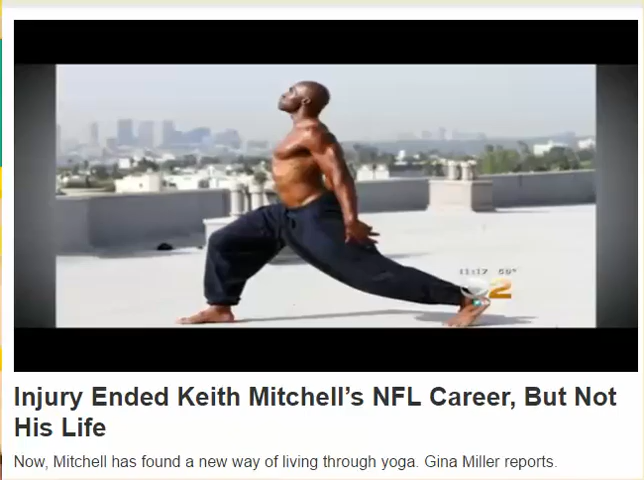 11:17 59°
2
Injury Ended Keith Mitchell’s NFL Career, But Not
His Life
Now, Mitchell has found a new way of living through yoga. Gina Miller reports.